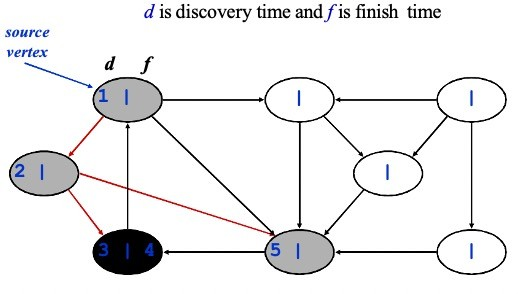 d is discovery time and f is finish time
source
vertex
d f
1 |
|
|
2 |
|
3 | 4
5 |
|